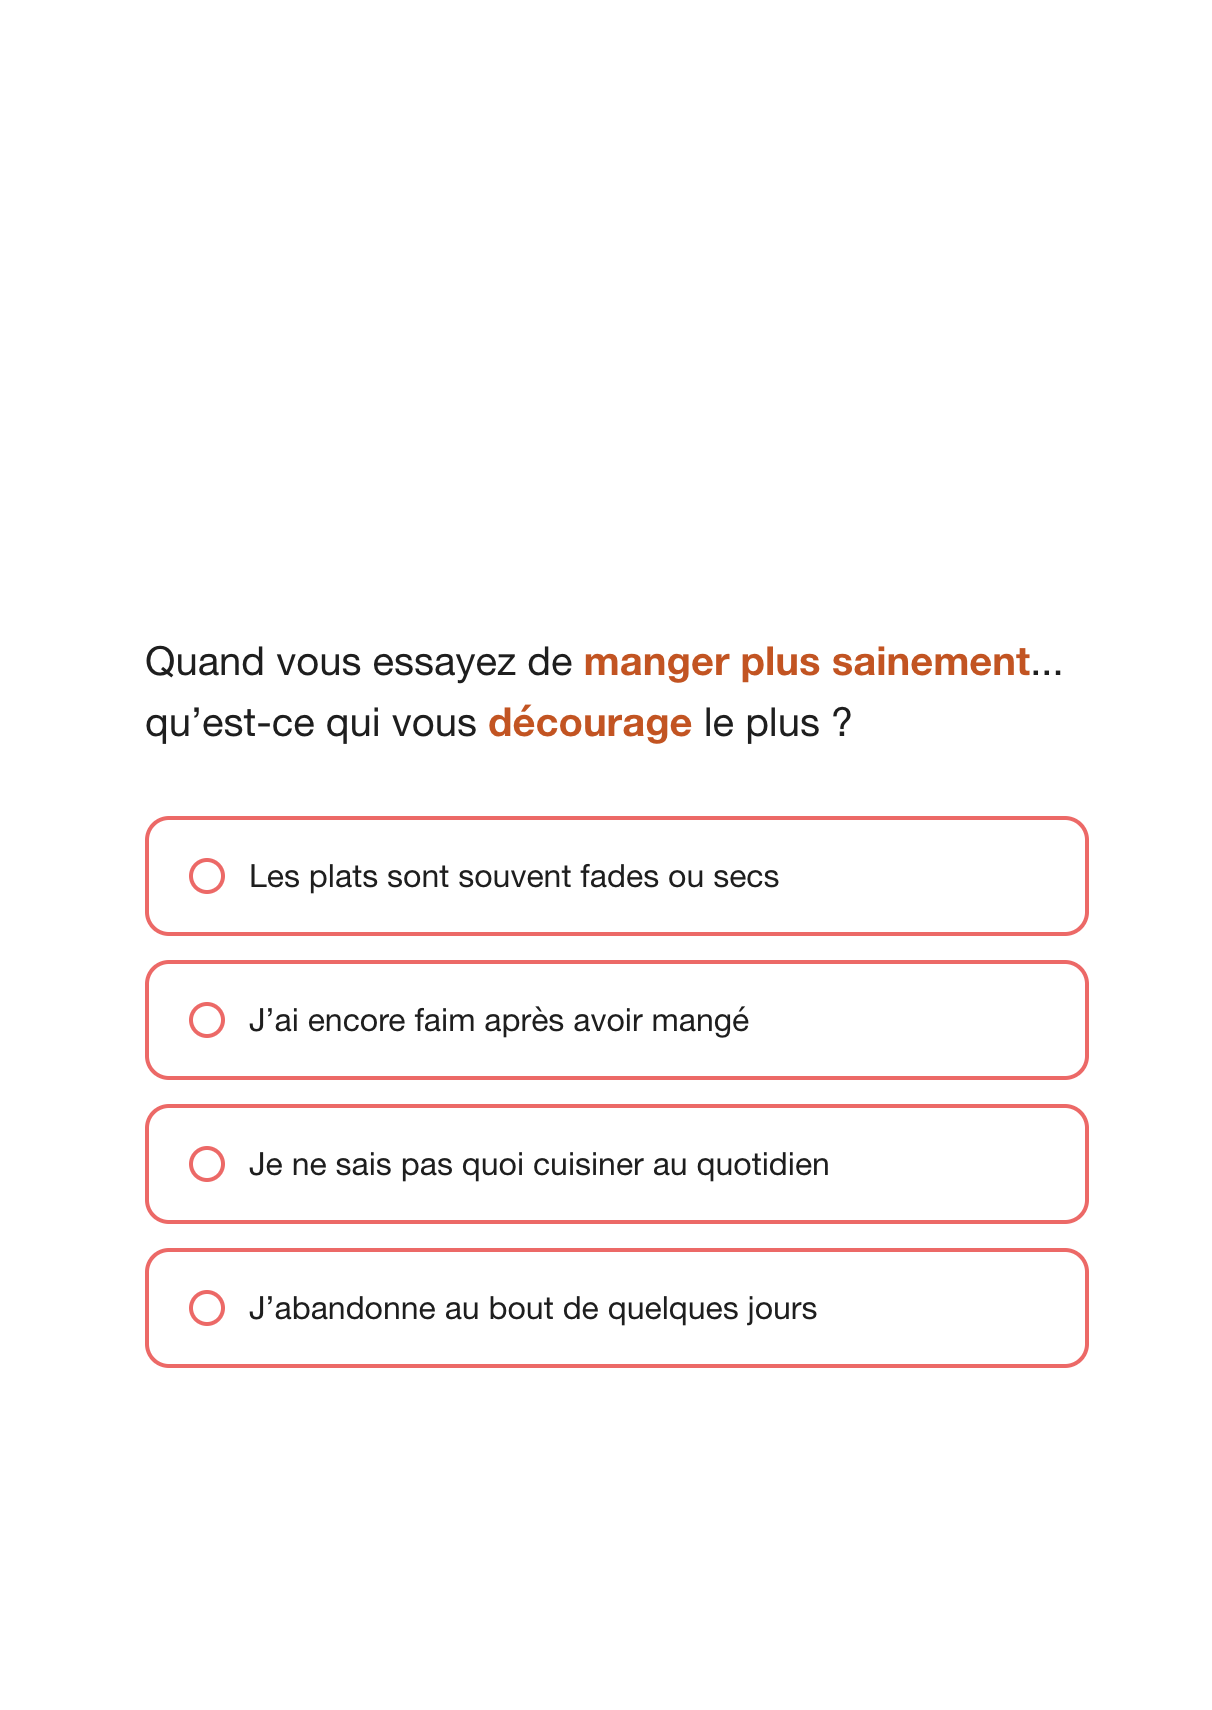 Quand vous essayez de manger plus sainement...
qu’est-ce qui vous décourage le plus ?
Les plats sont souvent fades ou secs
J’ai encore faim après avoir mangé
Je ne sais pas quoi cuisiner au quotidien
J’abandonne au bout de quelques jours